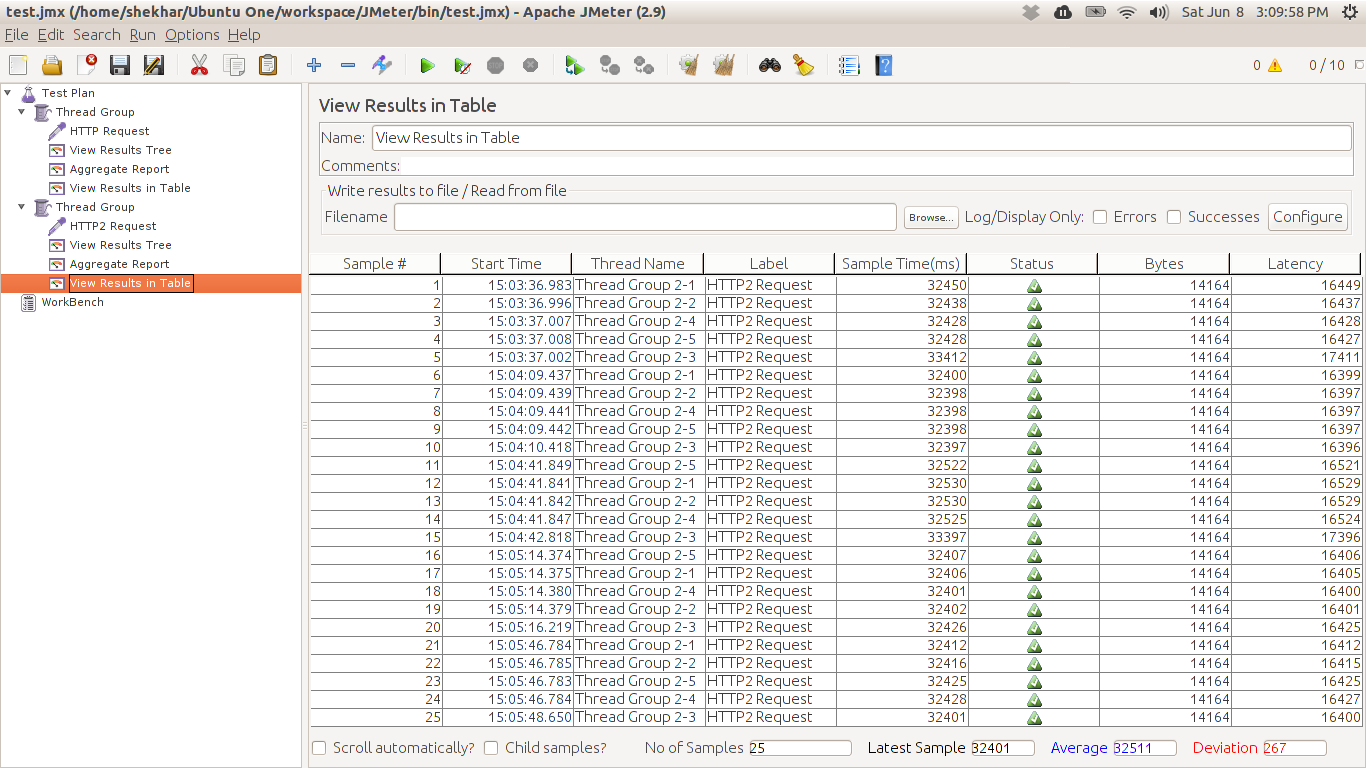 test.jmx (/home/shekhar/Ubuntu One/workspace/JMeter/bin/test.jmx) - Apache JMeter (2.9) Sat Jun 8 3:09:58 PM
File Edit Search Run Options Help
0 0 / 10
Test Plan
Thread Group
HTTP Request
View Results Tree
Aggregate Report
View Results in Table
Thread Group
HTTP2 Request
View Results Tree
Aggregate Report
View Results in Table
WorkBench
View Results in Table
Name: View Results in Table
Comments:
Write results to file / Read from file
Filename Browse... Log/Display Only: Errors Successes Configure
Sample # Start Time Thread Name Label Sample Time(ms) Status Bytes Latency
1 15:03:36.983 Thread Group 2-1 HTTP2 Request 32450 14164 16449
2 15:03:36.996 Thread Group 2-2 HTTP2 Request 32438 14164 16437
3 15:03:37.007 Thread Group 2-4 HTTP2 Request 32428 14164 16428
4 15:03:37.008 Thread Group 2-5 HTTP2 Request 32428 14164 16427
5 15:03:37.002 Thread Group 2-3 HTTP2 Request 33412 14164 17411
6 15:04:09.437 Thread Group 2-1 HTTP2 Request 32400 14164 16399
7 15:04:09.439 Thread Group 2-2 HTTP2 Request 32398 14164 16397
8 15:04:09.441 Thread Group 2-4 HTTP2 Request 32398 14164 16397
9 15:04:09.442 Thread Group 2-5 HTTP2 Request 32398 14164 16397
10 15:04:10.418 Thread Group 2-3 HTTP2 Request 32397 14164 16396
11 15:04:41.849 Thread Group 2-5 HTTP2 Request 32522 14164 16521
12 15:04:41.841 Thread Group 2-1 HTTP2 Request 32530 14164 16529
13 15:04:41.842 Thread Group 2-2 HTTP2 Request 32530 14164 16529
14 15:04:41.847 Thread Group 2-4 HTTP2 Request 32525 14164 16524
15 15:04:42.818 Thread Group 2-3 HTTP2 Request 33397 14164 17396
16 15:05:14.374 Thread Group 2-5 HTTP2 Request 32407 14164 16406
17 15:05:14.375 Thread Group 2-1 HTTP2 Request 32406 14164 16405
18 15:05:14.380 Thread Group 2-4 HTTP2 Request 32401 14164 16400
19 15:05:14.379 Thread Group 2-2 HTTP2 Request 32402 14164 16401
20 15:05:16.219 Thread Group 2-3 HTTP2 Request 32426 14164 16425
21 15:05:46.784 Thread Group 2-1 HTTP2 Request 32412 14164 16412
22 15:05:46.785 Thread Group 2-2 HTTP2 Request 32416 14164 16415
23 15:05:46.783 Thread Group 2-5 HTTP2 Request 32425 14164 16425
24 15:05:46.784 Thread Group 2-4 HTTP2 Request 32428 14164 16427
25 15:05:48.650 Thread Group 2-3 HTTP2 Request 32401 14164 16400
Scroll automatically? Child samples? No of Samples 25 Latest Sample 32401 Average 32511 Deviation 267